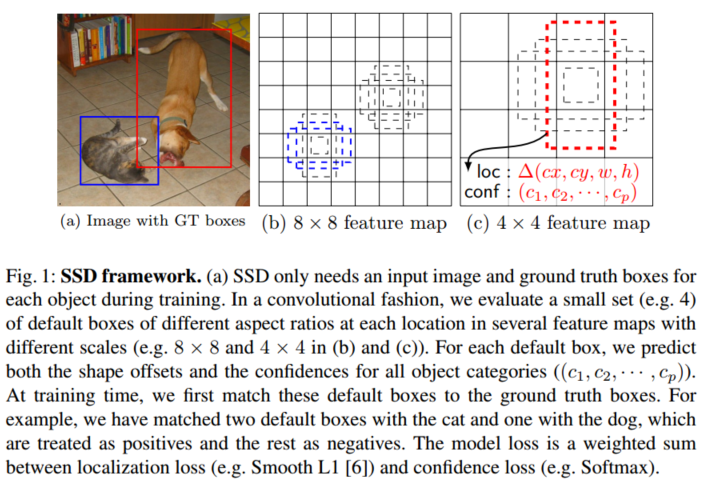 loc : Δ(cx, cy, w, h)
conf : (c₁, c₂, ⋯ , cₚ)
(a) Image with GT boxes (b) 8 × 8 feature map (c) 4 × 4 feature map
Fig. 1: SSD framework. (a) SSD only needs an input image and ground truth boxes for
each object during training. In a convolutional fashion, we evaluate a small set (e.g. 4)
of default boxes of different aspect ratios at each location in several feature maps with
different scales (e.g. 8 × 8 and 4 × 4 in (b) and (c)). For each default box, we predict
both the shape offsets and the confidences for all object categories ((c₁, c₂, ⋯ , cₚ)).
At training time, we first match these default boxes to the ground truth boxes. For
example, we have matched two default boxes with the cat and one with the dog, which
are treated as positives and the rest as negatives. The model loss is a weighted sum
between localization loss (e.g. Smooth L1 [6]) and confidence loss (e.g. Softmax).